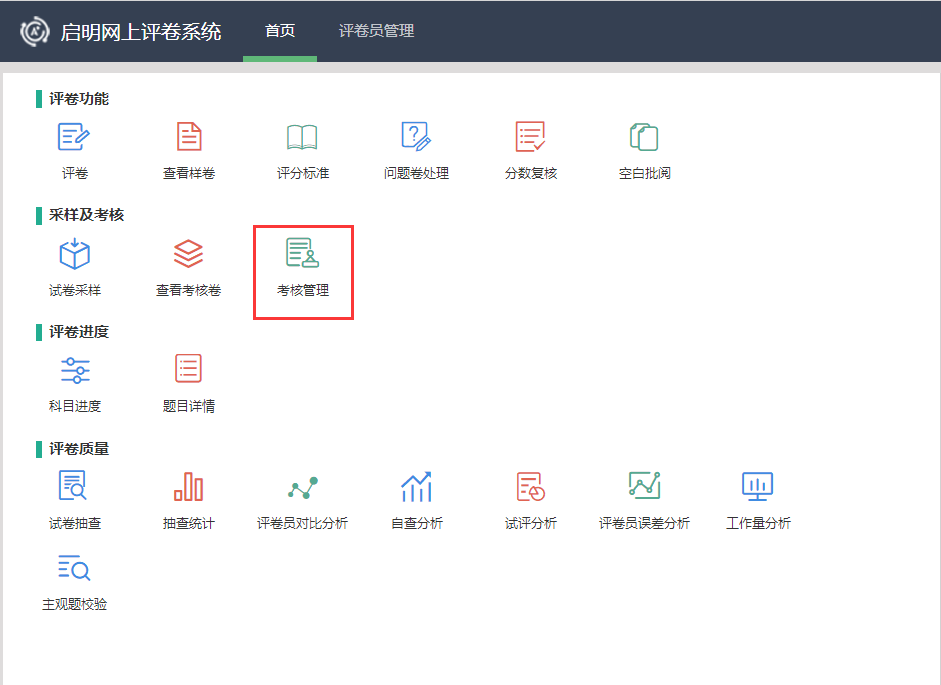 启明网上评卷系统 首页 评卷员管理
评卷功能
评卷 查看样卷 评分标准 问题卷处理 分数复核 空白批阅
采样及考核
试卷采样 查看考核卷 考核管理
评卷进度
科目进度 题目详情
评卷质量
试卷抽查 抽查统计 评卷员对比分析 自查分析 试评分析 评卷员误差分析 工作量分析
主观题校验